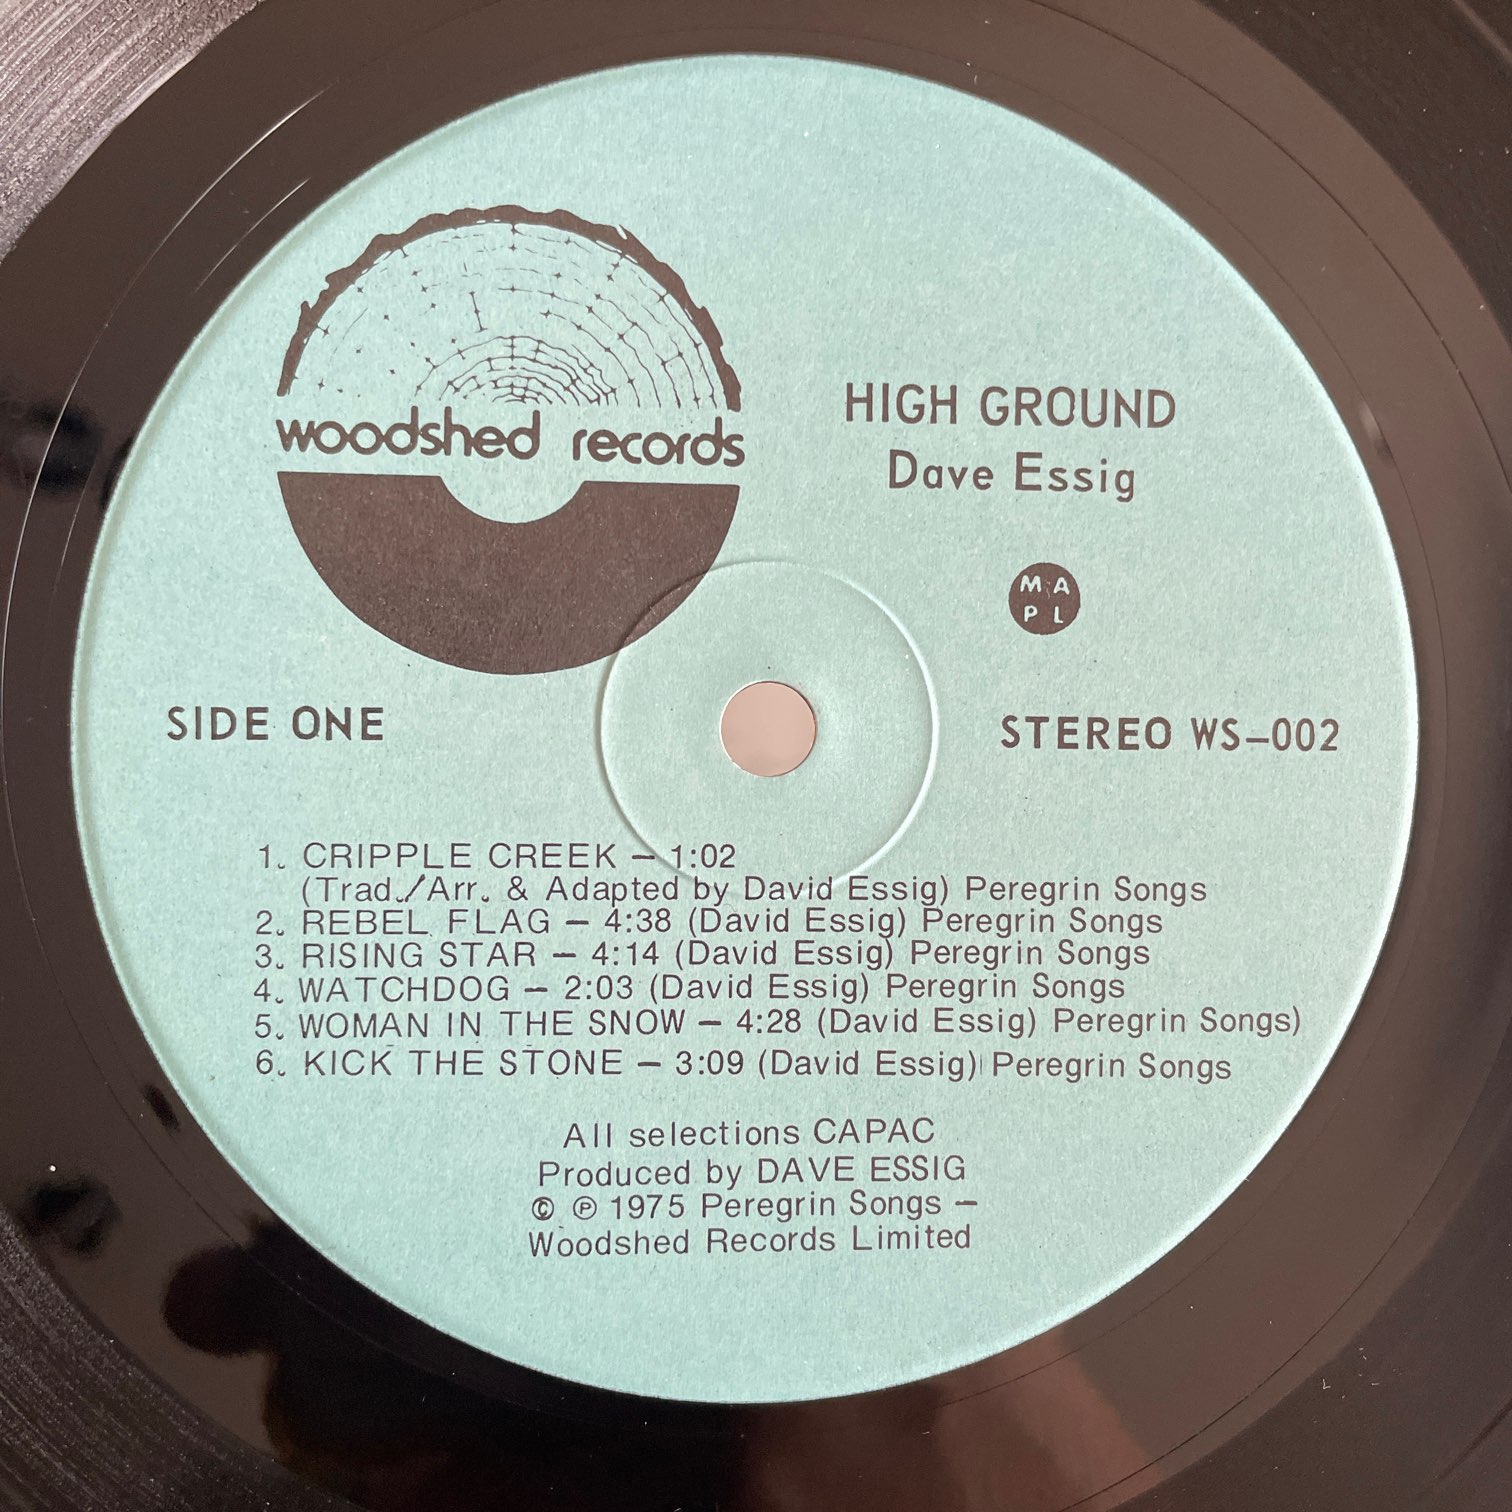 woodshed records
HIGH GROUND
Dave Essig
M A
P L
SIDE ONE
STEREO WS–002
1. CRIPPLE CREEK – 1:02
(Trad./Arr. & Adapted by David Essig) Peregrin Songs
2. REBEL FLAG – 4:38 (David Essig) Peregrin Songs
3. RISING STAR – 4:14 (David Essig) Peregrin Songs
4. WATCHDOG – 2:03 (David Essig) Peregrin Songs
5. WOMAN IN THE SNOW – 4:28 (David Essig) Peregrin Songs)
6. KICK THE STONE – 3:09 (David Essig) Peregrin Songs
All selections CAPAC
Produced by DAVE ESSIG
© ℗ 1975 Peregrin Songs –
Woodshed Records Limited